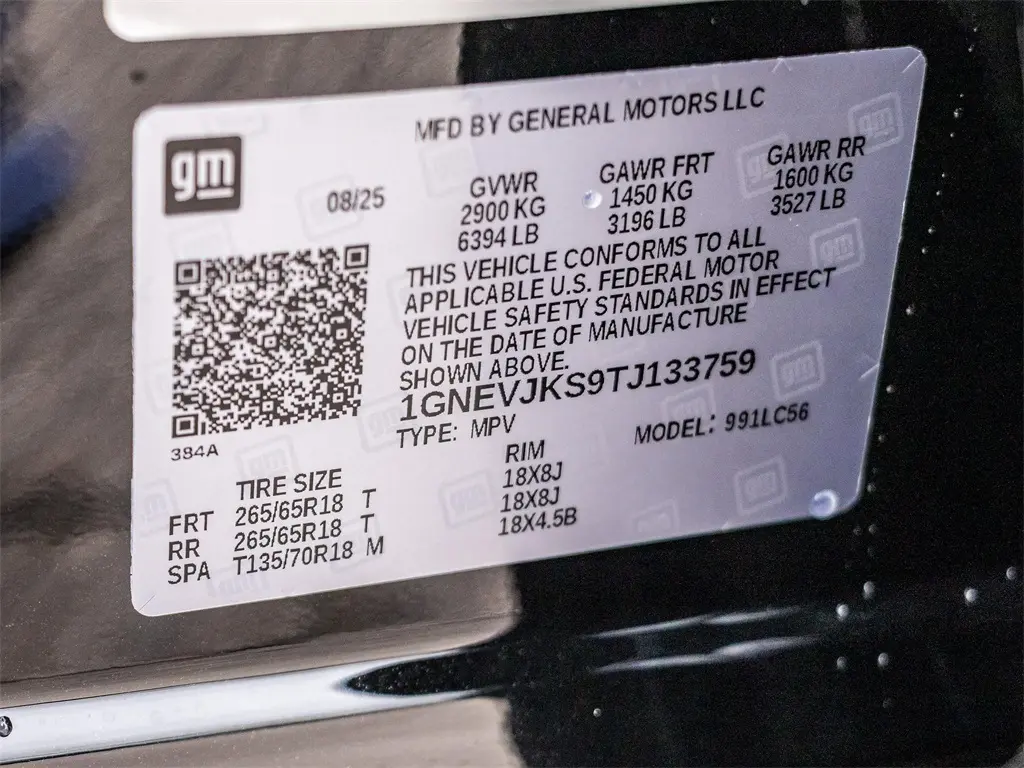 MFD BY GENERAL MOTORS LLC
gm
08/25
GVWR
2900 KG
6394 LB
GAWR FRT
1450 KG
3196 LB
GAWR RR
1600 KG
3527 LB
THIS VEHICLE CONFORMS TO ALL
APPLICABLE U.S. FEDERAL MOTOR
VEHICLE SAFETY STANDARDS IN EFFECT
ON THE DATE OF MANUFACTURE
SHOWN ABOVE.
1GNEVJKS9TJ133759
TYPE: MPV
MODEL: 991LC56
384A
TIRE SIZE
RIM
FRT 265/65R18 T 18X8J
RR 265/65R18 T 18X8J
SPA T135/70R18 M 18X4.5B